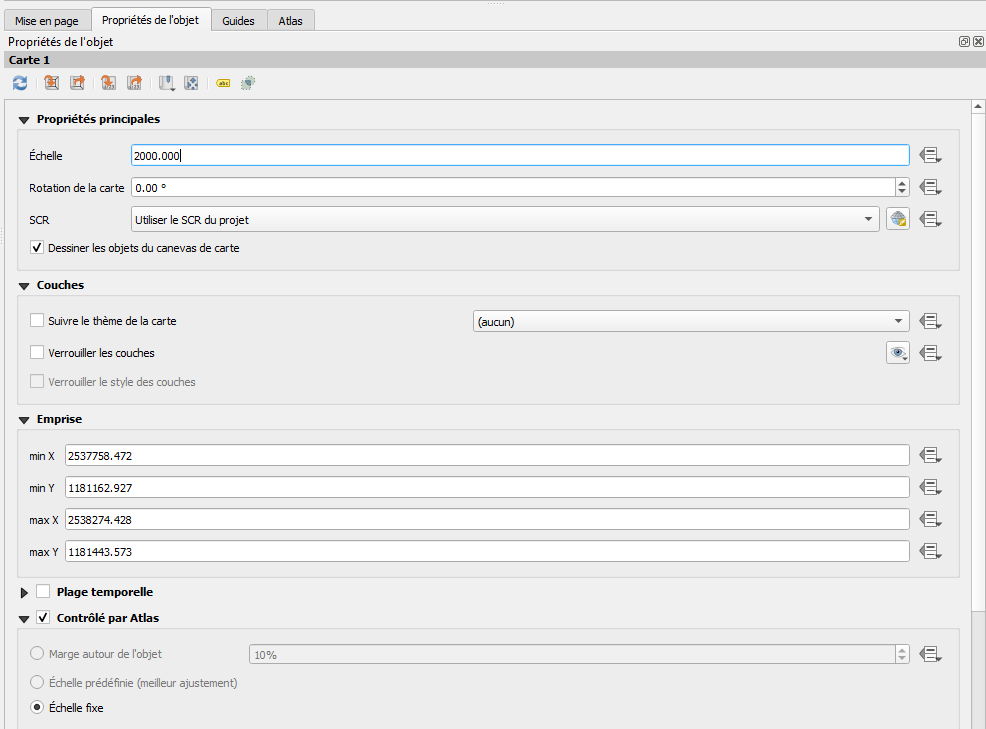 Mise en page Propriétés de l'objet Guides Atlas
Propriétés de l'objet
Carte 1
abc
Propriétés principales
Échelle 2000.000
Rotation de la carte 0.00 °
SCR Utiliser le SCR du projet
Dessiner les objets du canevas de carte
Couches
Suivre le thème de la carte (aucun)
Verrouiller les couches
Verrouiller le style des couches
Emprise
min X 2537758.472
min Y 1181162.927
max X 2538274.428
max Y 1181443.573
Plage temporelle
Contrôlé par Atlas
Marge autour de l'objet 10%
Échelle prédéfinie (meilleur ajustement)
Échelle fixe